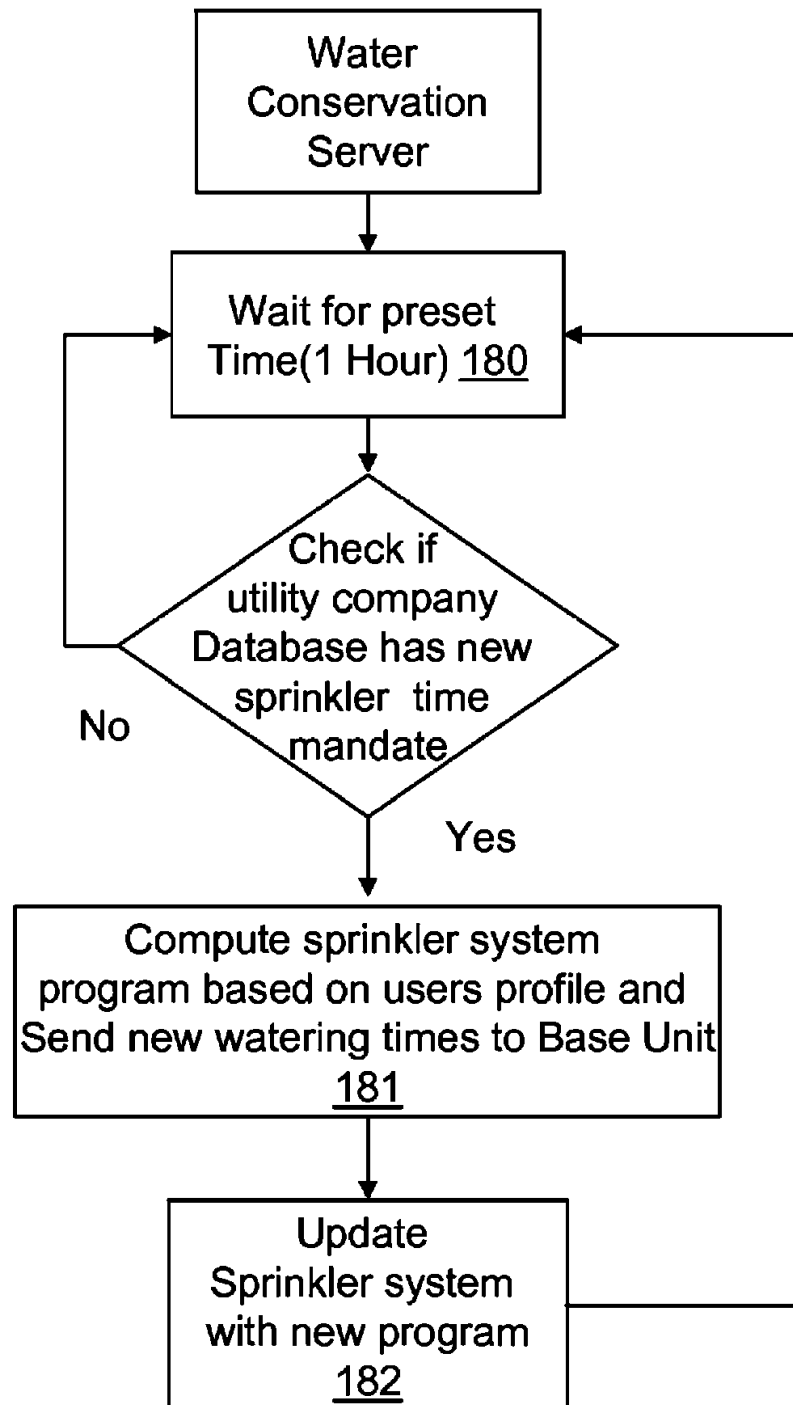 Water
Conservation
Server
Wait for preset
Time(1 Hour) 180
Check if
utility company
Database has new
sprinkler time
mandate
No
Yes
Compute sprinkler system
program based on users profile and
Send new watering times to Base Unit
181
Update
Sprinkler system
with new program
182